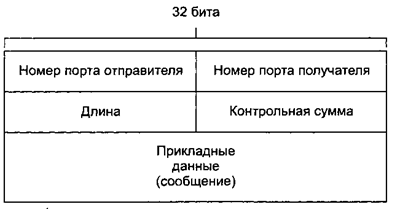 32 бита
Номер порта отправителя
Номер порта получателя
Длина
Контрольная сумма
Прикладные
данные
(сообщение)